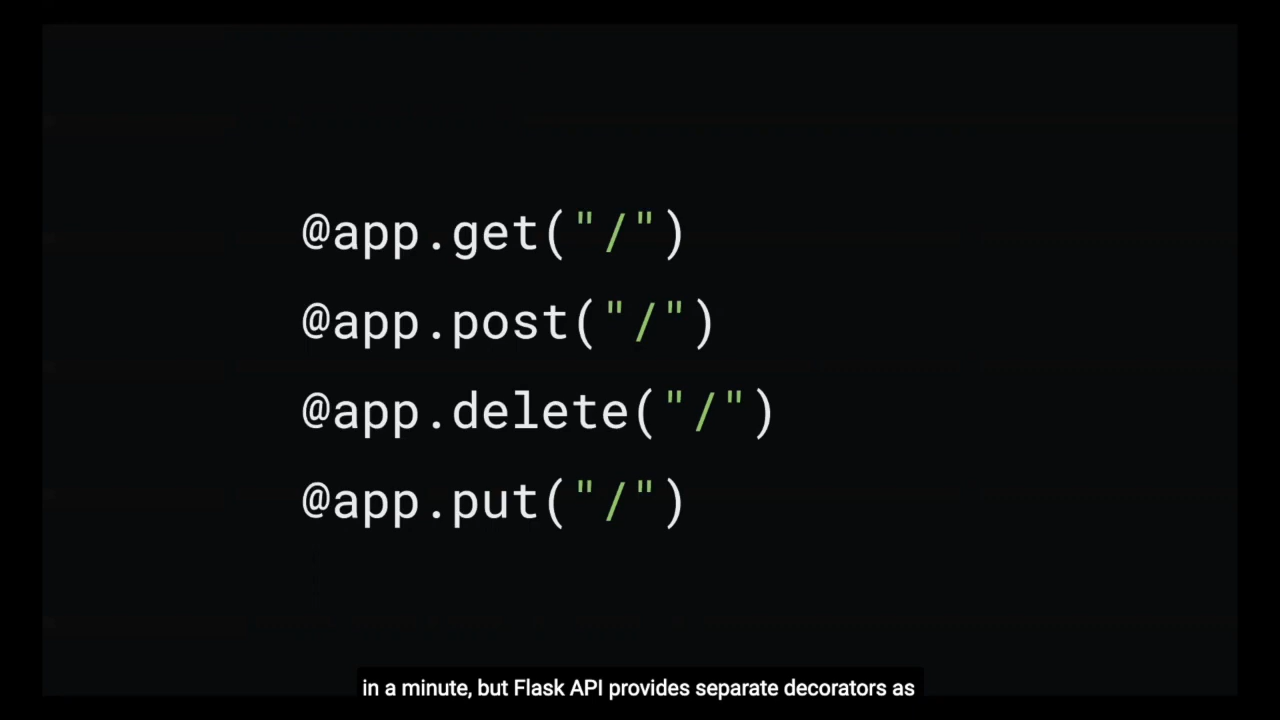 @app.get("/")
@app.post("/")
@app.delete("/")
@app.put("/")
in a minute, but Flask API provides separate decorators as